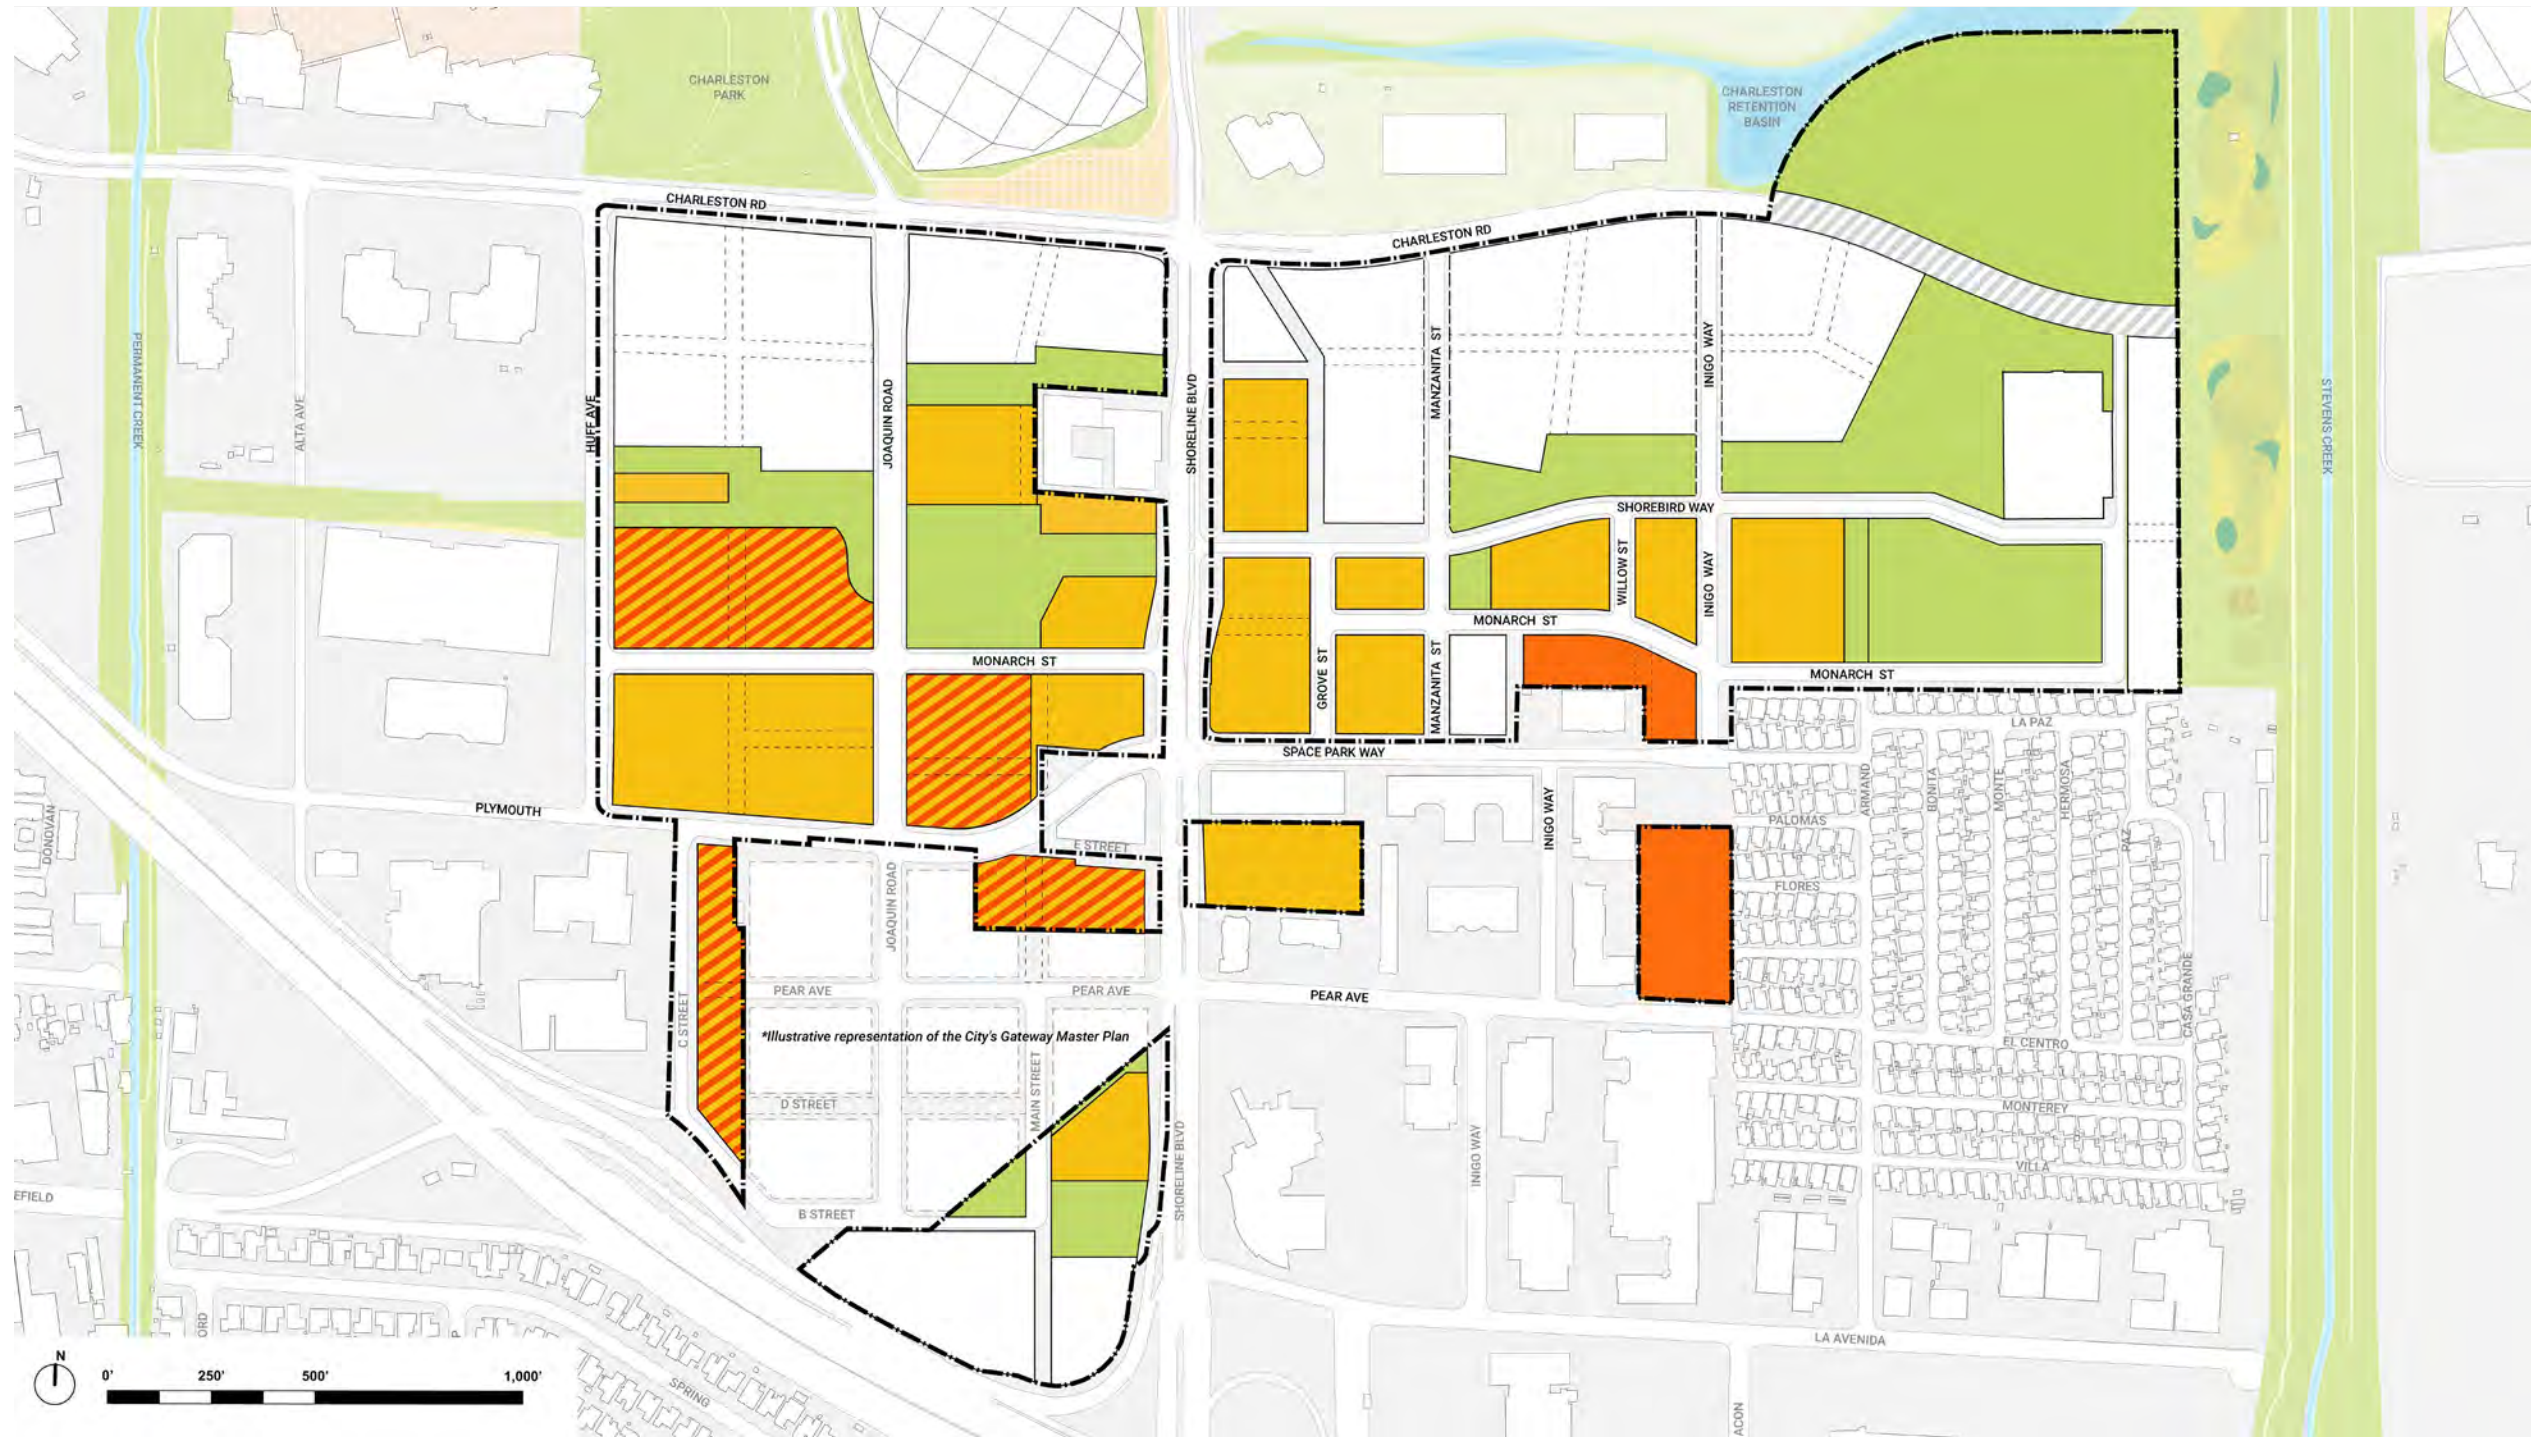 CHARLESTON
PARK
CHARLESTON
RETENTION
BASIN
CHARLESTON RD
CHARLESTON RD
PERMANENT CREEK
ALTA AVE
HUFF AVE
JOAQUIN ROAD
SHORELINE BLVD
MANZANITA ST
INIGO WAY
STEVENS CREEK
SHOREBIRD WAY
WILLOW ST
INIGO WAY
MONARCH ST
MONARCH ST
GROVE ST
MANZANITA ST
MONARCH ST
LA PAZ
SPACE PARK WAY
PLYMOUTH
DONOVAN
E STREET
INIGO WAY
ARMAND
BONITA
MONTE
HERMOSA
PAZ
PALOMAS
FLORES
JOAQUIN ROAD
PEAR AVE
PEAR AVE
PEAR AVE
C STREET
CASA GRANDE
*Illustrative representation of the City's Gateway Master Plan
EL CENTRO
MAIN STREET
D STREET
MONTEREY
SHORELINE BLVD
INIGO WAY
VILLA
EFIELD
B STREET
LA AVENIDA
ORD
P
SPRING
ACON
N
0' 250' 500' 1,000'